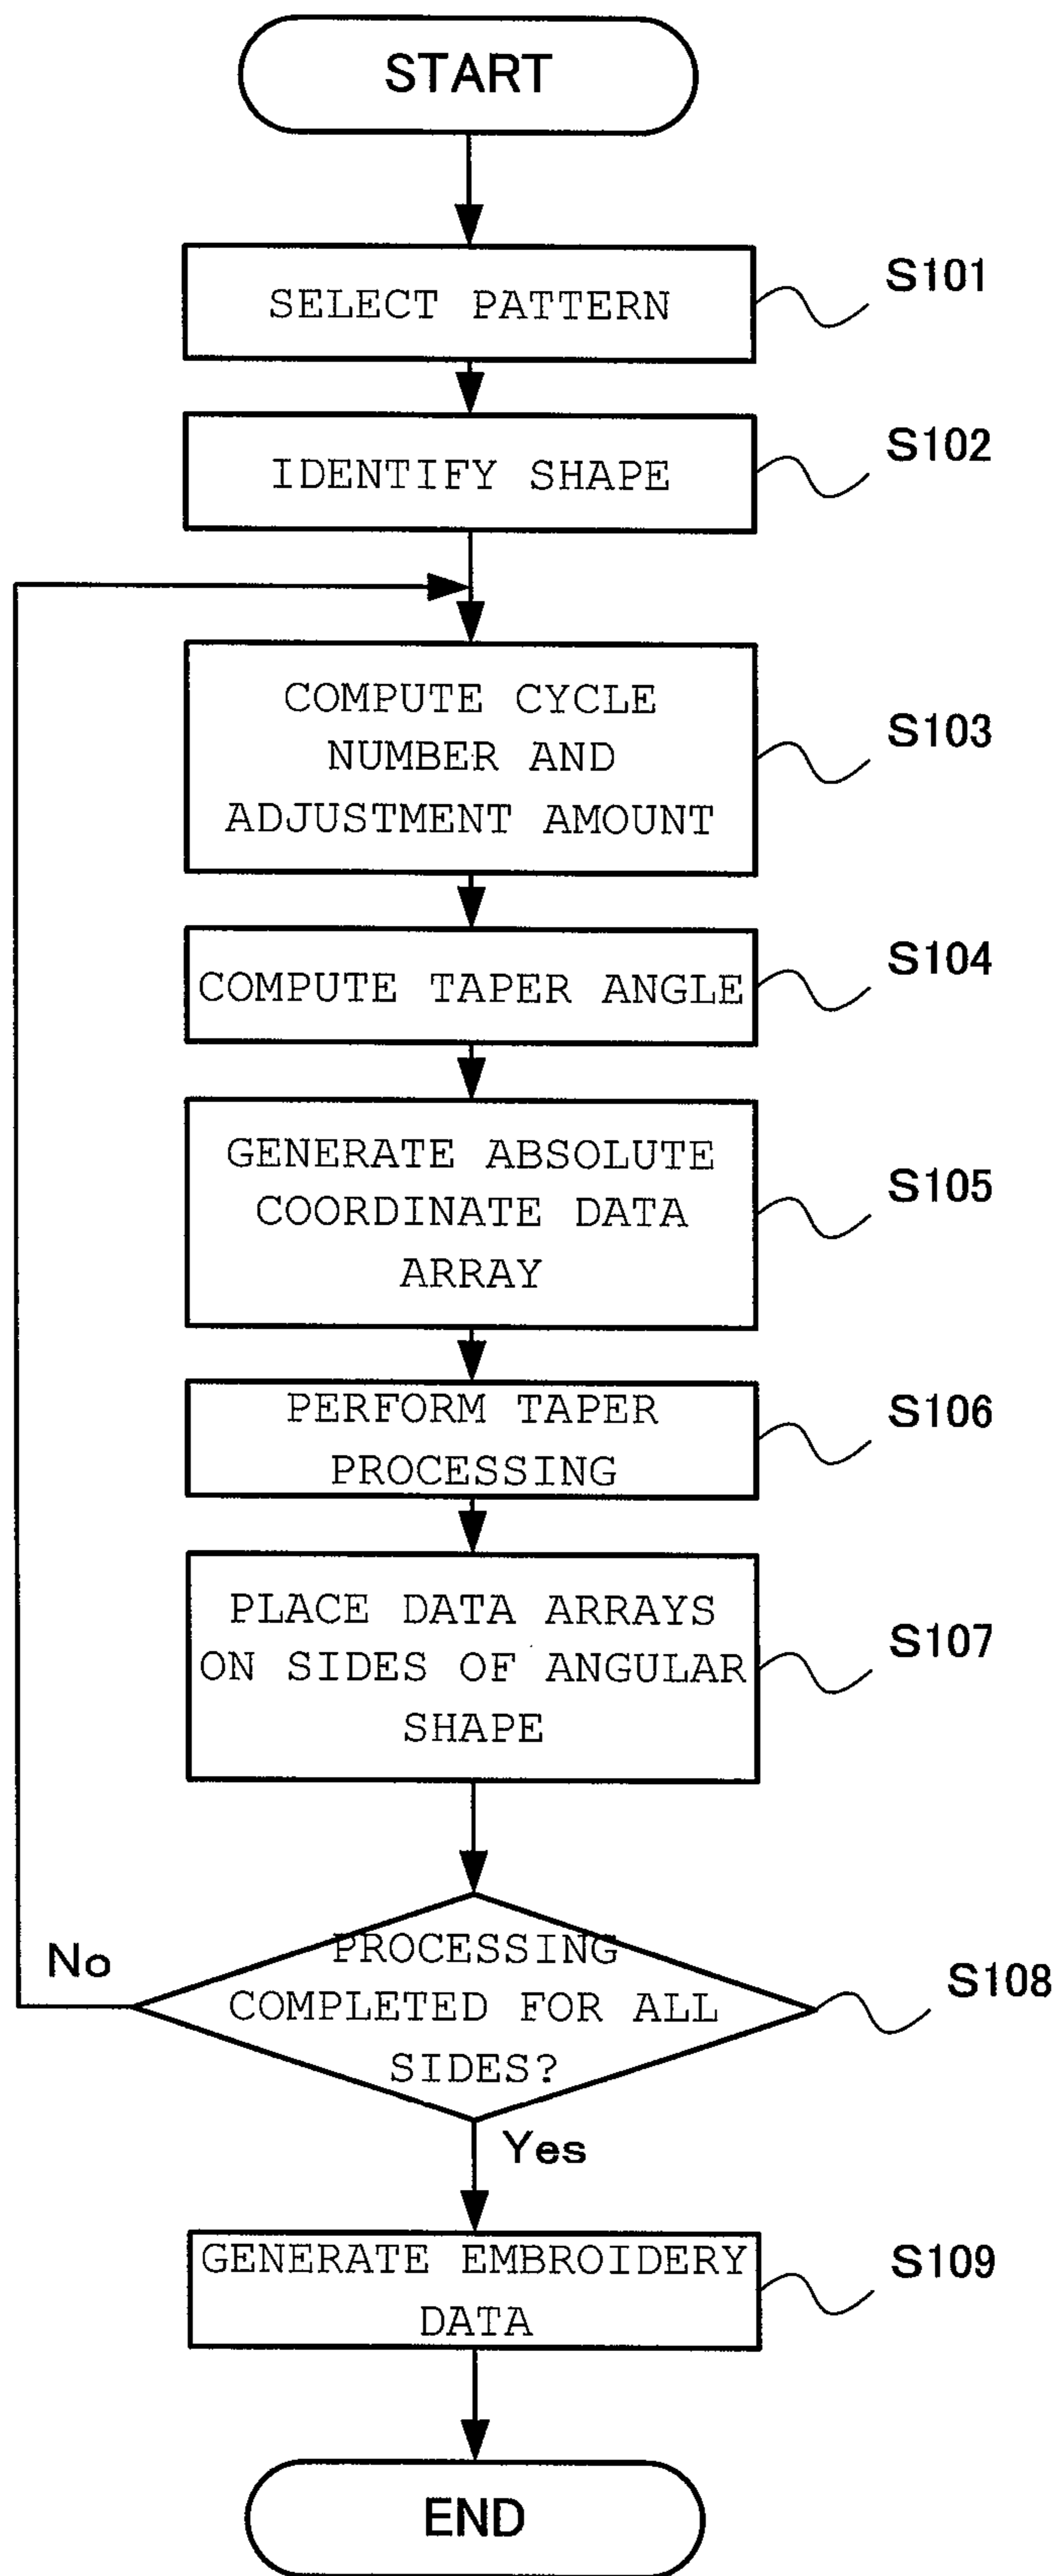 START
SELECT PATTERN
S101
IDENTIFY SHAPE
S102
COMPUTE CYCLE
NUMBER AND
ADJUSTMENT AMOUNT
S103
COMPUTE TAPER ANGLE
S104
GENERATE ABSOLUTE
COORDINATE DATA
ARRAY
S105
PERFORM TAPER
PROCESSING
S106
PLACE DATA ARRAYS
ON SIDES OF ANGULAR
SHAPE
S107
PROCESSING
COMPLETED FOR ALL
SIDES?
S108
No
Yes
GENERATE EMBROIDERY
DATA
S109
END